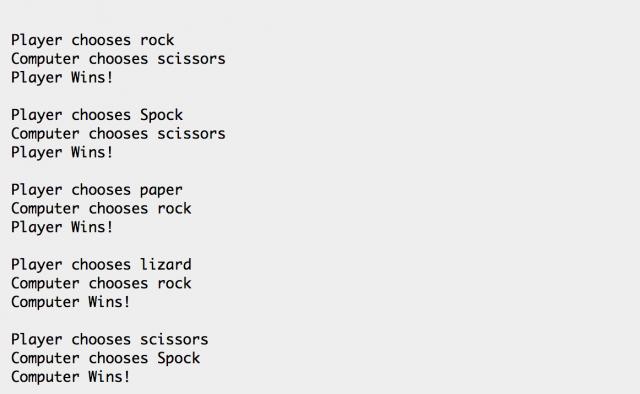 Player chooses rock
Computer chooses scissors
Player Wins!
Player chooses Spock
Computer chooses scissors
Player Wins!
Player chooses paper
Computer chooses rock
Player Wins!
Player chooses lizard
Computer chooses rock
Computer Wins!
Player chooses scissors
Computer chooses Spock
Computer Wins!